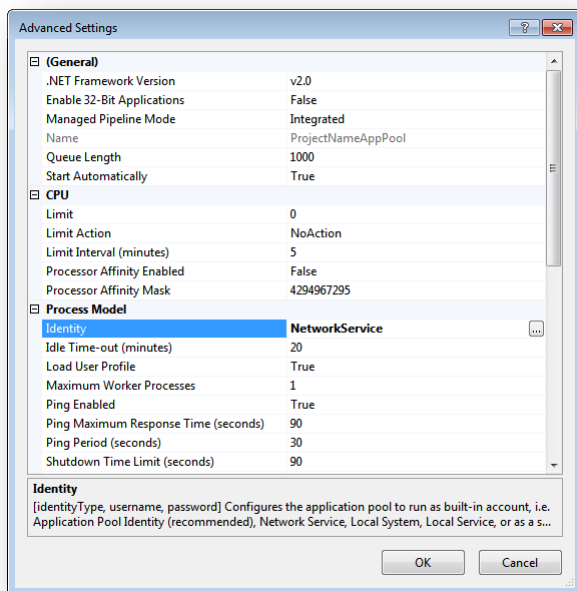 Advanced Settings
(General)
.NET Framework Version v2.0
Enable 32-Bit Applications False
Managed Pipeline Mode Integrated
Name ProjectNameAppPool
Queue Length 1000
Start Automatically True
CPU
Limit 0
Limit Action NoAction
Limit Interval (minutes) 5
Processor Affinity Enabled False
Processor Affinity Mask 4294967295
Process Model
Identity NetworkService ...
Idle Time-out (minutes) 20
Load User Profile True
Maximum Worker Processes 1
Ping Enabled True
Ping Maximum Response Time (seconds) 90
Ping Period (seconds) 30
Shutdown Time Limit (seconds) 90
Identity
[identityType, username, password] Configures the application pool to run as built-in account, i.e.
Application Pool Identity (recommended), Network Service, Local System, Local Service, or as a s...
OK Cancel